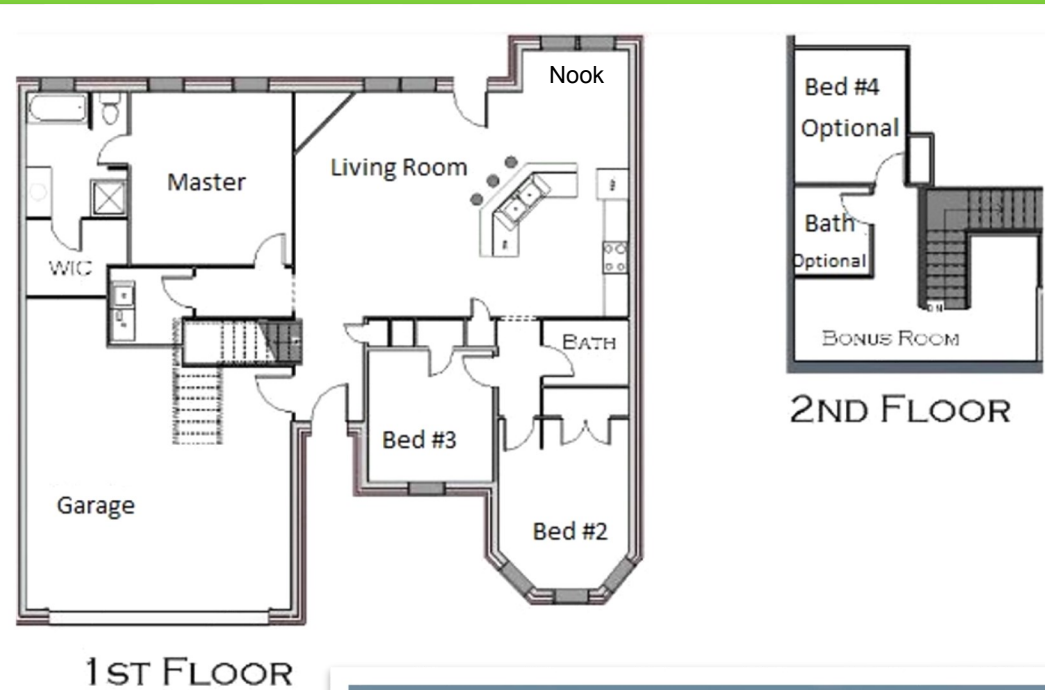 Nook
Living Room
Master
WIC
BATH
Bed #3
Garage
Bed #2
1ST FLOOR
Bed #4
Optional
Bath
Optional
DN
BONUS ROOM
2ND FLOOR